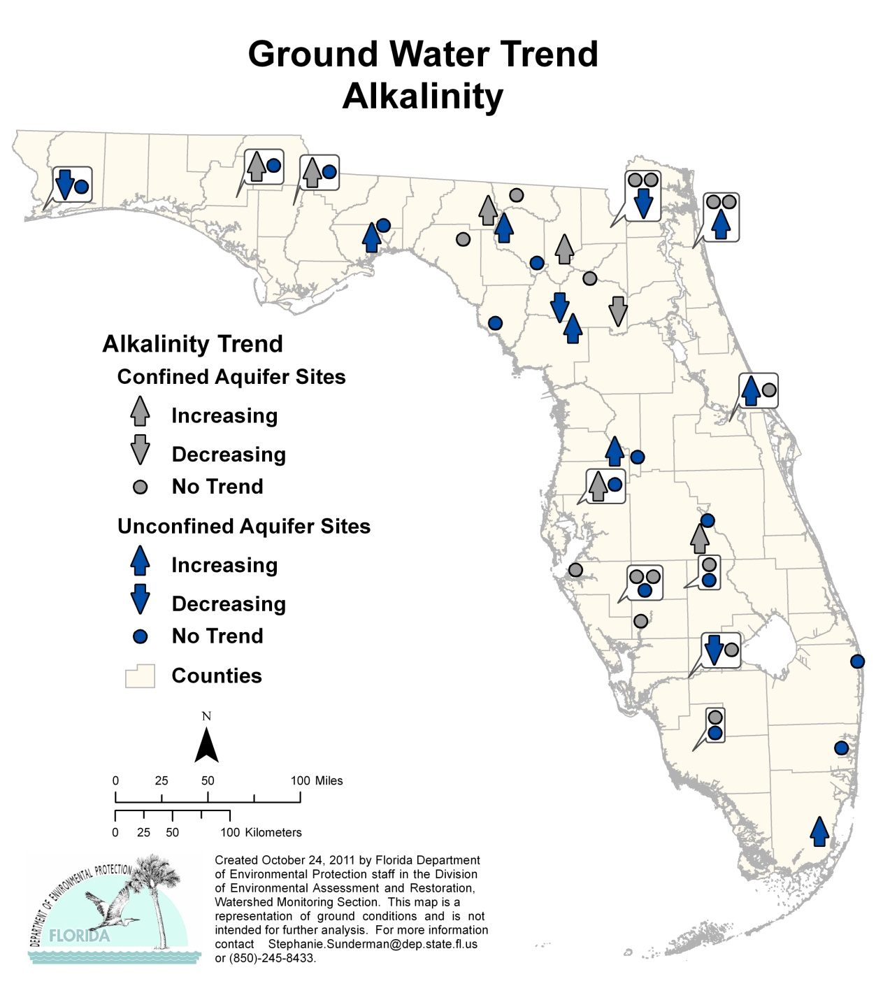 Ground Water Trend
Alkalinity
Alkalinity Trend
Confined Aquifer Sites
Increasing
Decreasing
No Trend
Unconfined Aquifer Sites
Increasing
Decreasing
No Trend
Counties
N
0 25 50 100 Miles
0 25 50 100 Kilometers
DEPARTMENT OF ENVIRONMENTAL PROTECTION
FLORIDA
Created October 24, 2011 by Florida Department
of Environmental Protection staff in the Division
of Environmental Assessment and Restoration,
Watershed Monitoring Section. This map is a
representation of ground conditions and is not
intended for further analysis. For more information
contact Stephanie.Sunderman@dep.state.fl.us
or (850)-245-8433.